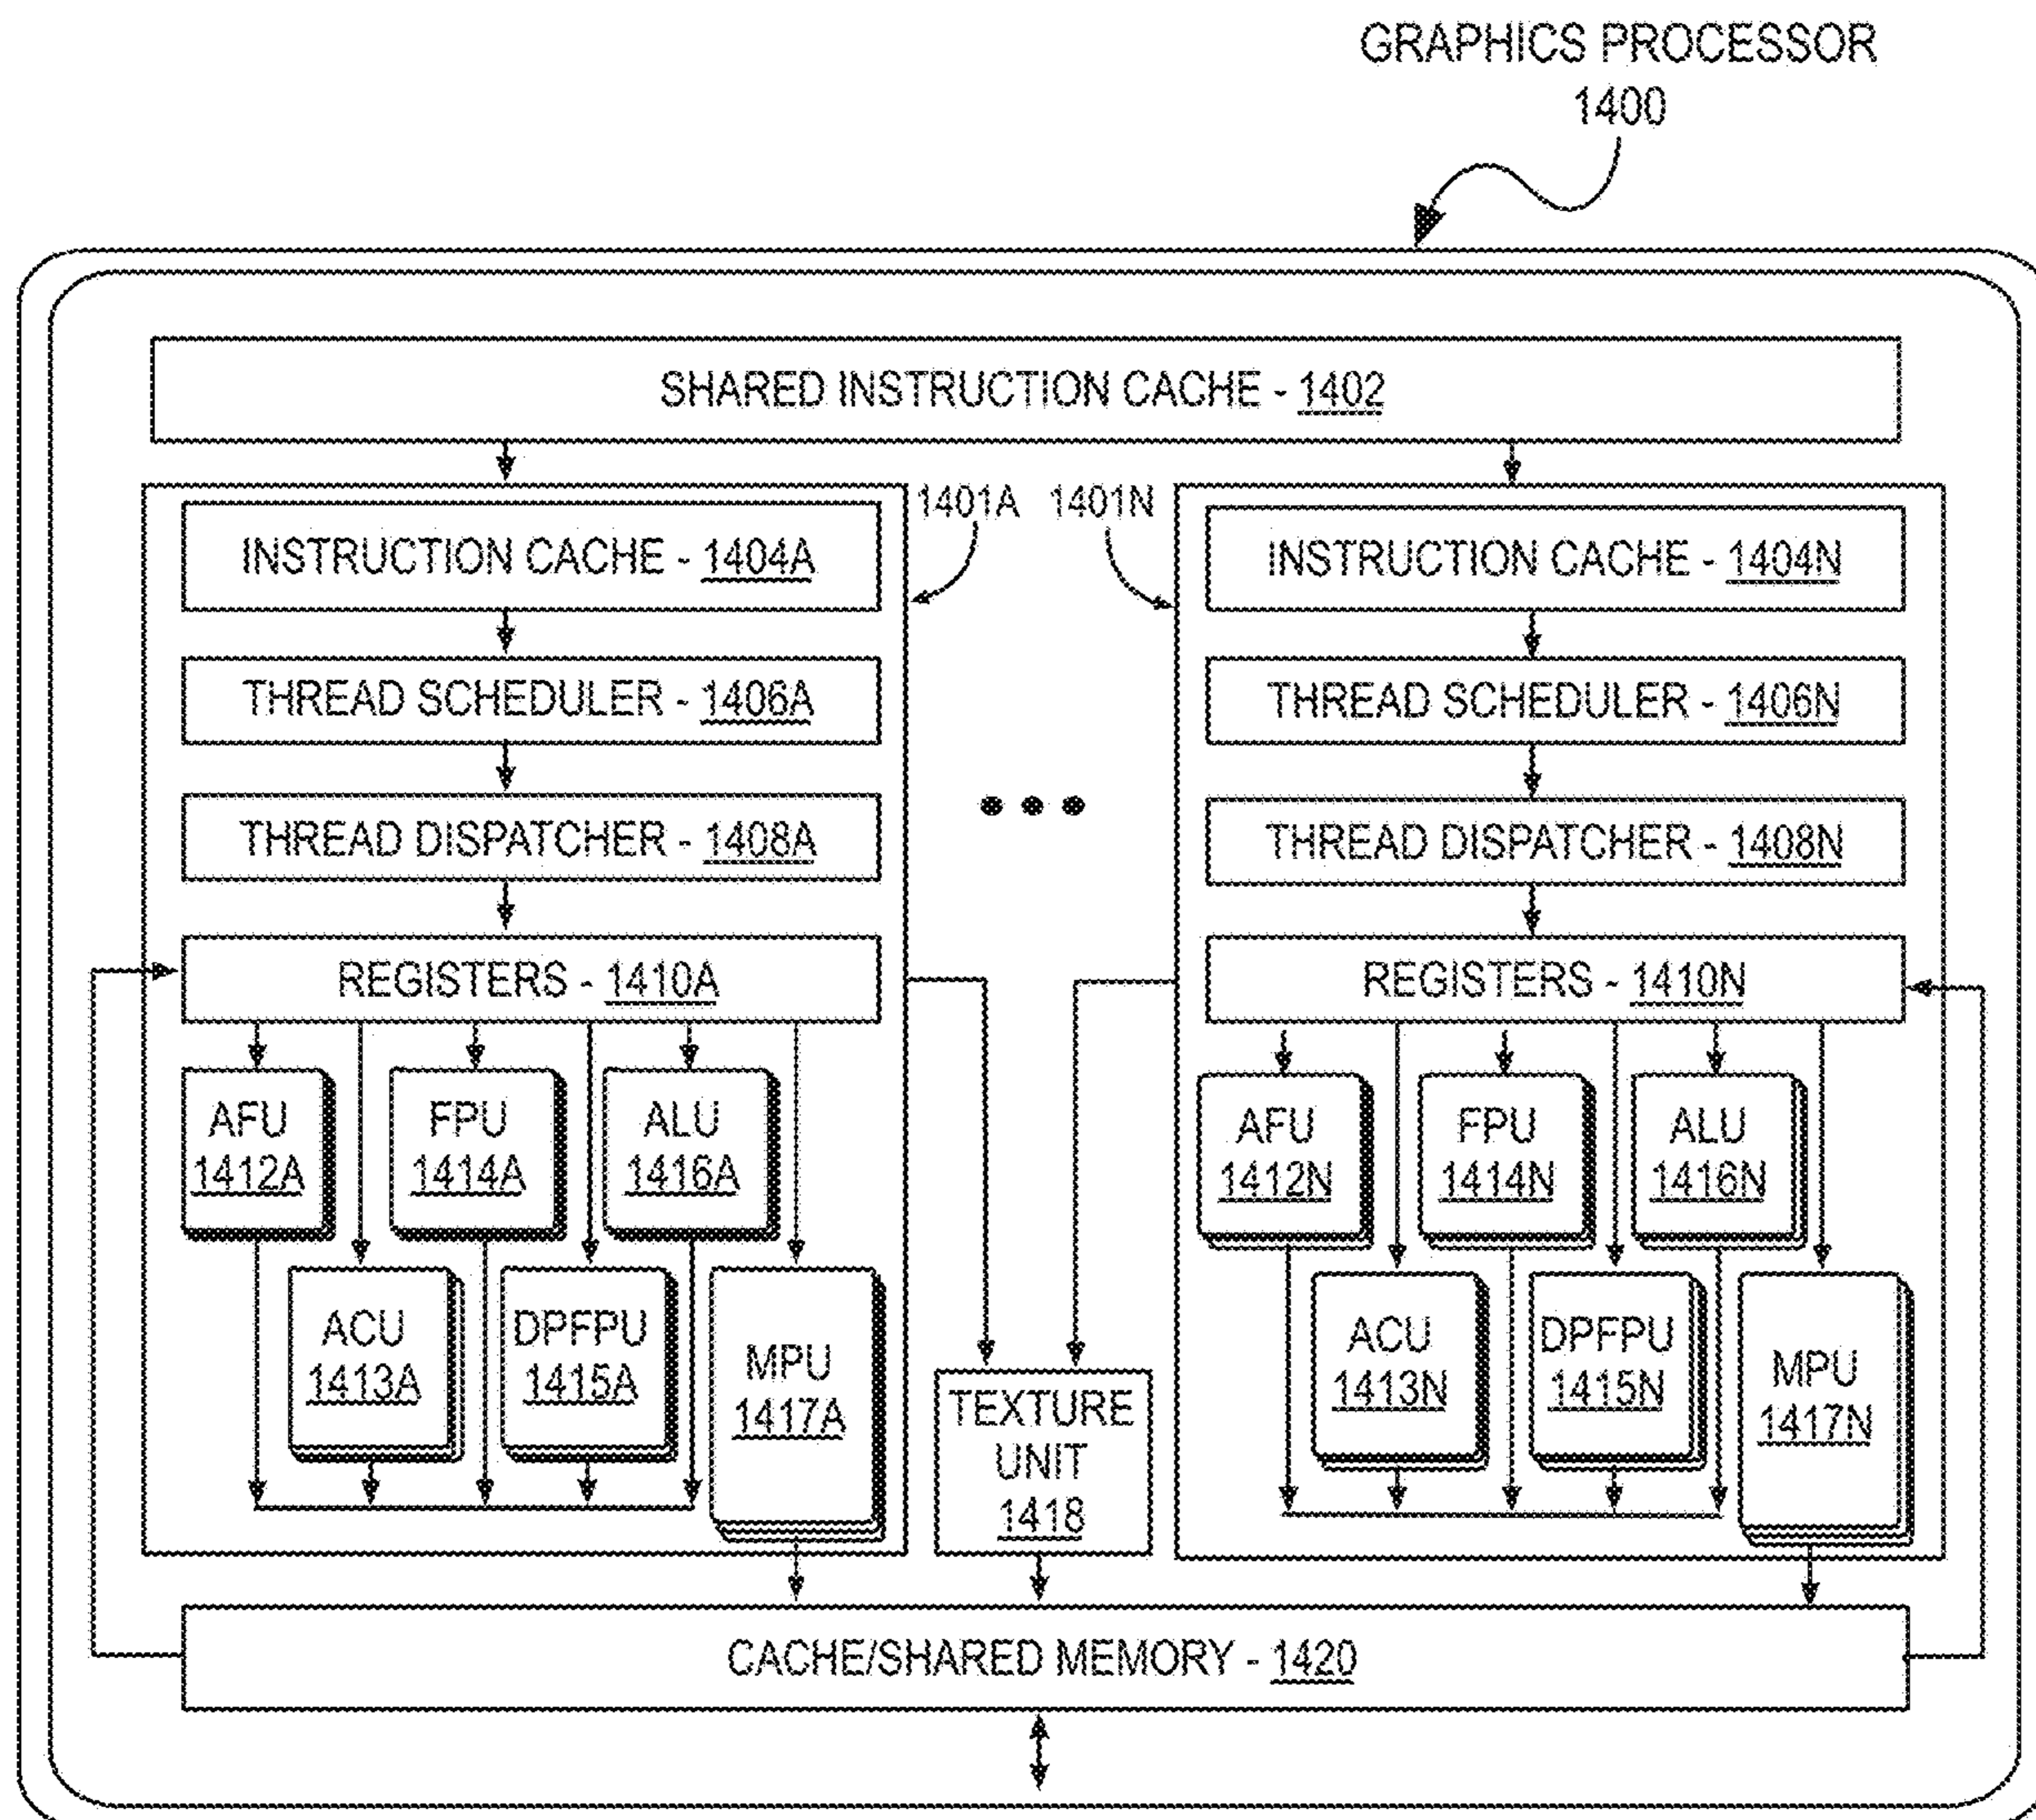 GRAPHICS PROCESSOR
1400
SHARED INSTRUCTION CACHE - 1402
1401A
1401N
INSTRUCTION CACHE - 1404A
THREAD SCHEDULER - 1406A
THREAD DISPATCHER - 1408A
REGISTERS - 1410A
AFU
1412A
FPU
1414A
ALU
1416A
ACU
1413A
DPFPU
1415A
MPU
1417A
INSTRUCTION CACHE - 1404N
THREAD SCHEDULER - 1406N
THREAD DISPATCHER - 1408N
REGISTERS - 1410N
AFU
1412N
FPU
1414N
ALU
1416N
ACU
1413N
DPFPU
1415N
MPU
1417N
TEXTURE
UNIT
1418
CACHE/SHARED MEMORY - 1420